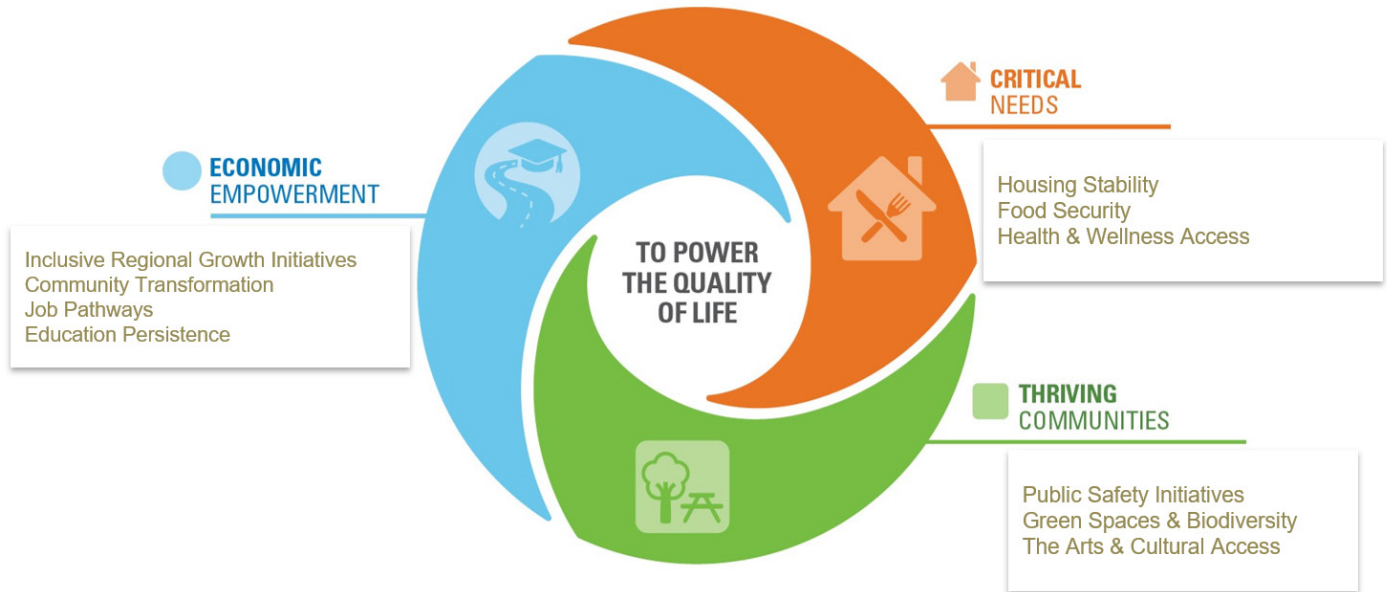 CRITICAL
NEEDS
Housing Stability
Food Security
Health & Wellness Access
ECONOMIC
EMPOWERMENT
Inclusive Regional Growth Initiatives
Community Transformation
Job Pathways
Education Persistence
TO POWER
THE QUALITY
OF LIFE
THRIVING
COMMUNITIES
Public Safety Initiatives
Green Spaces & Biodiversity
The Arts & Cultural Access